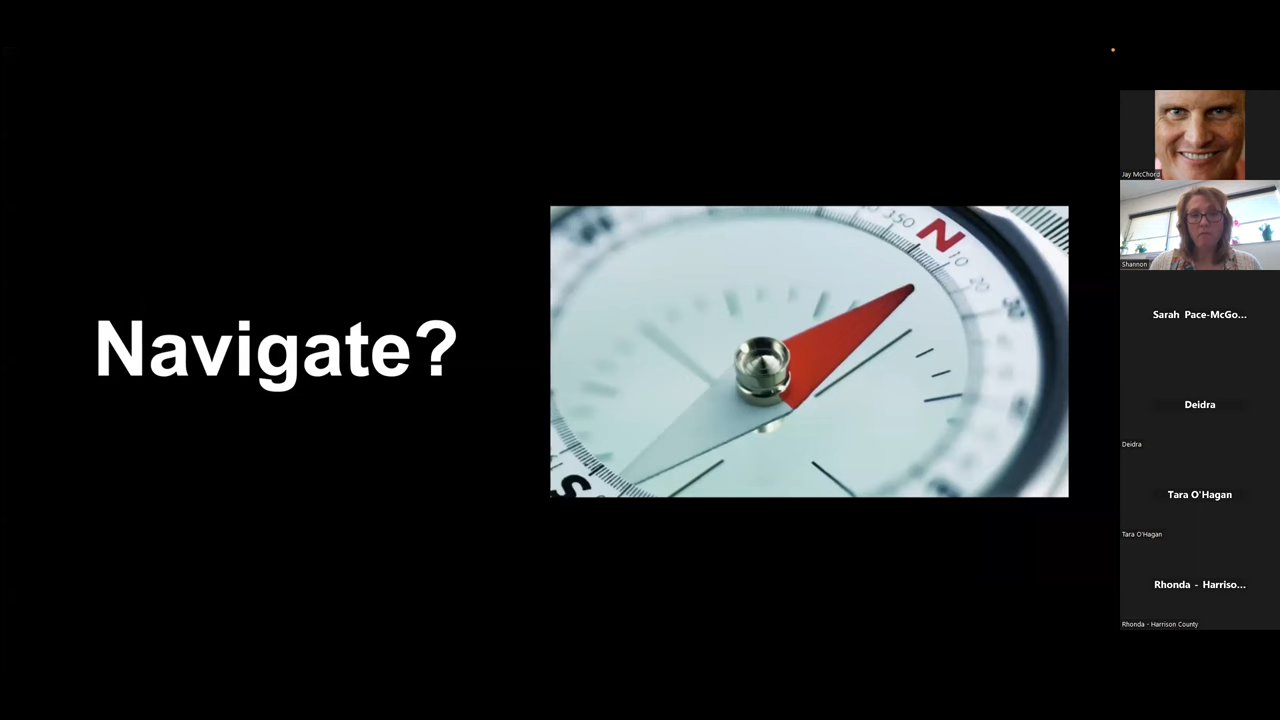 Navigate?
350
N
10
20
30
S
Jay McChord
Shannon
Sarah Pace-McGo...
Deidra
Deidra
Tara O'Hagan
Tara O'Hagan
Rhonda - Harriso...
Rhonda - Harrison County